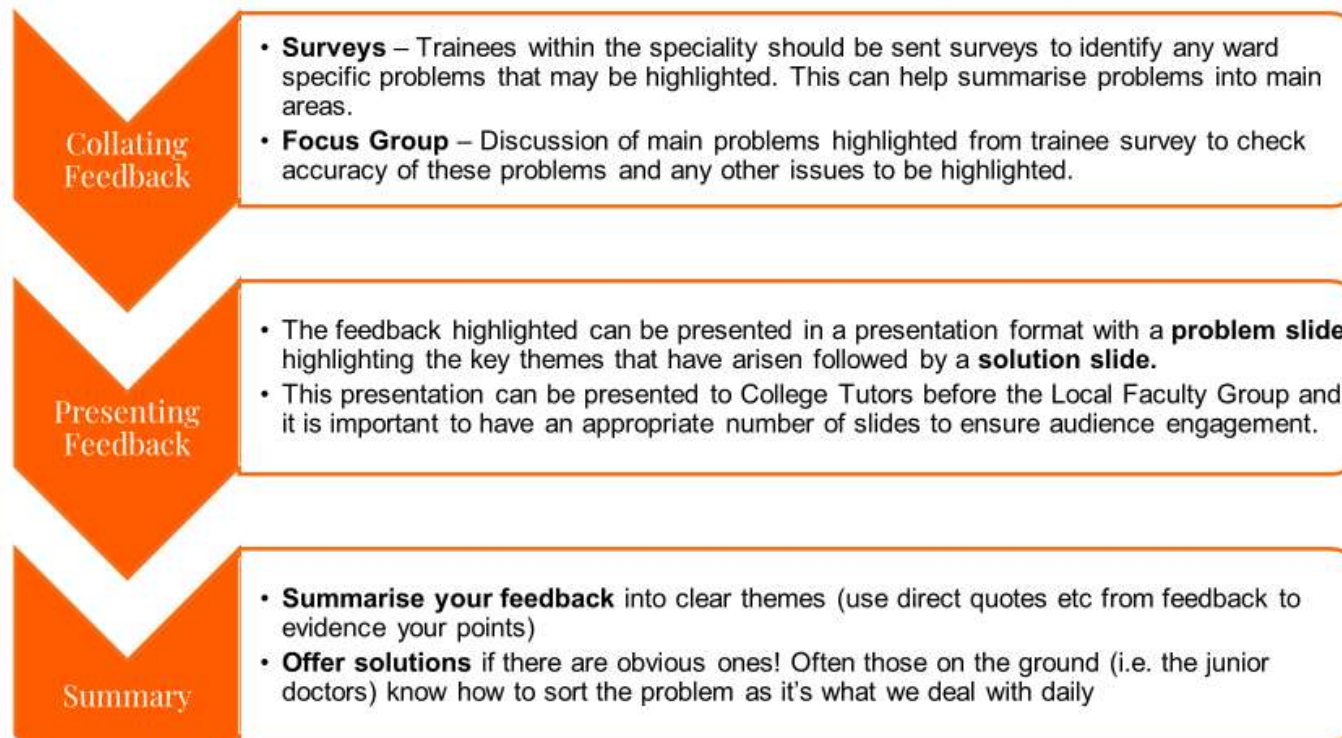 Collating
Feedback
• Surveys – Trainees within the speciality should be sent surveys to identify any ward
specific problems that may be highlighted. This can help summarise problems into main
areas.
• Focus Group – Discussion of main problems highlighted from trainee survey to check
accuracy of these problems and any other issues to be highlighted.
Presenting
Feedback
• The feedback highlighted can be presented in a presentation format with a problem slide
highlighting the key themes that have arisen followed by a solution slide.
• This presentation can be presented to College Tutors before the Local Faculty Group and
it is important to have an appropriate number of slides to ensure audience engagement.
Summary
• Summarise your feedback into clear themes (use direct quotes etc from feedback to
evidence your points)
• Offer solutions if there are obvious ones! Often those on the ground (i.e. the junior
doctors) know how to sort the problem as it's what we deal with daily